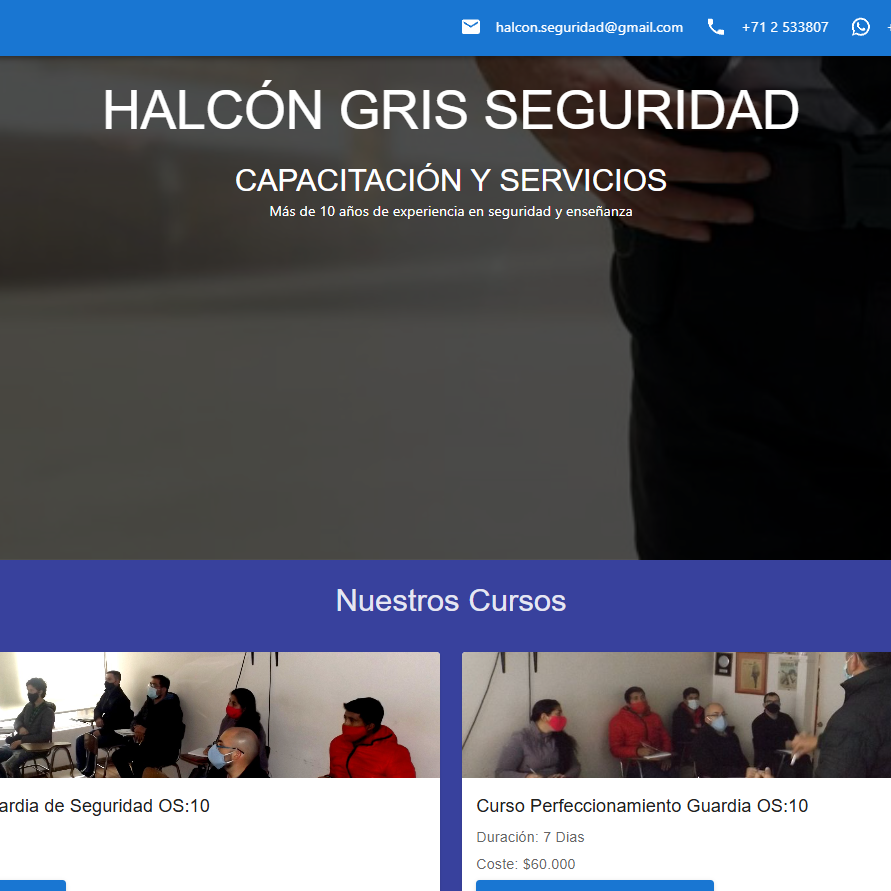 halcon.seguridad@gmail.com +71 2 533807
HALCÓN GRIS SEGURIDAD
CAPACITACIÓN Y SERVICIOS
Más de 10 años de experiencia en seguridad y enseñanza
Nuestros Cursos
ardia de Seguridad OS:10
Curso Perfeccionamiento Guardia OS:10
Duración: 7 Dias
Coste: $60.000